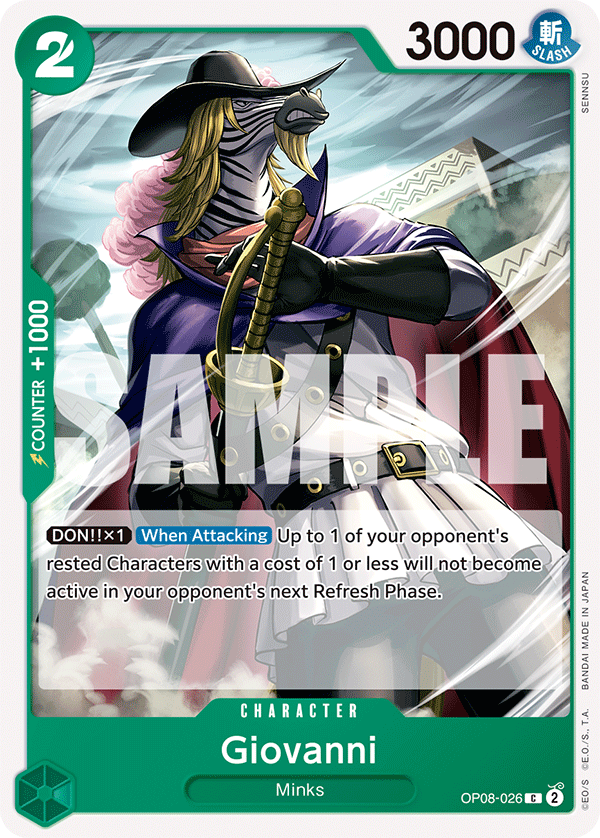 2
3000
斬
SLASH
SENNSU
COUNTER +1000
SAMPLE
DON!!×1 When Attacking Up to 1 of your opponent's
rested Characters with a cost of 1 or less will not become
active in your opponent's next Refresh Phase.
CHARACTER
Giovanni
Minks
OP08-026 C 2
©EO/S ©E.O./S., T.A. BANDAI MADE IN JAPAN